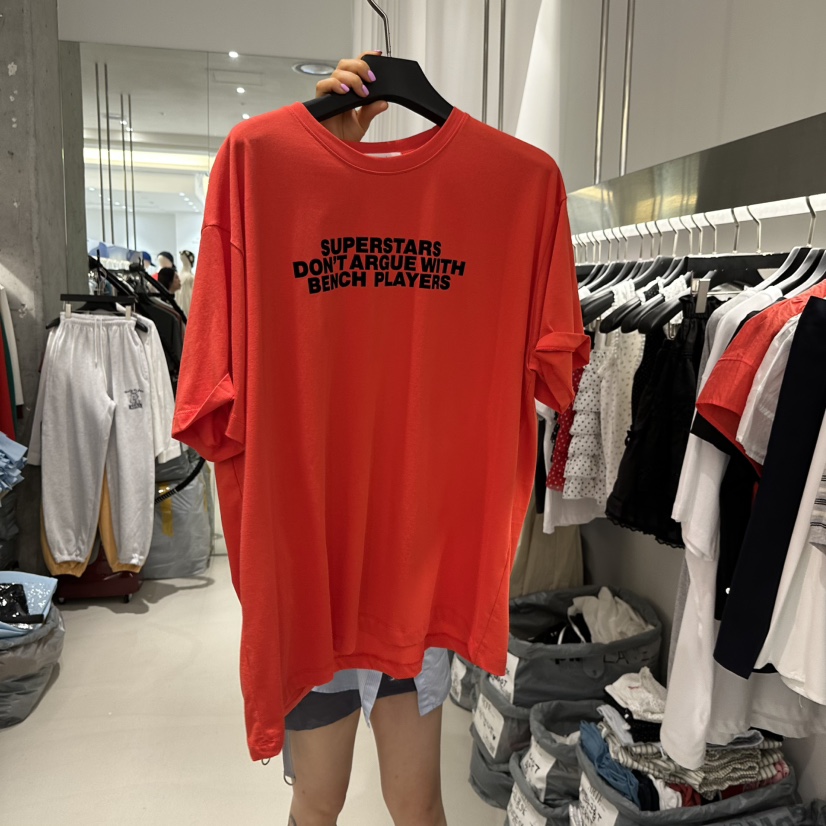 SUPERSTARS
DON'T ARGUE WITH
BENCH PLAYERS